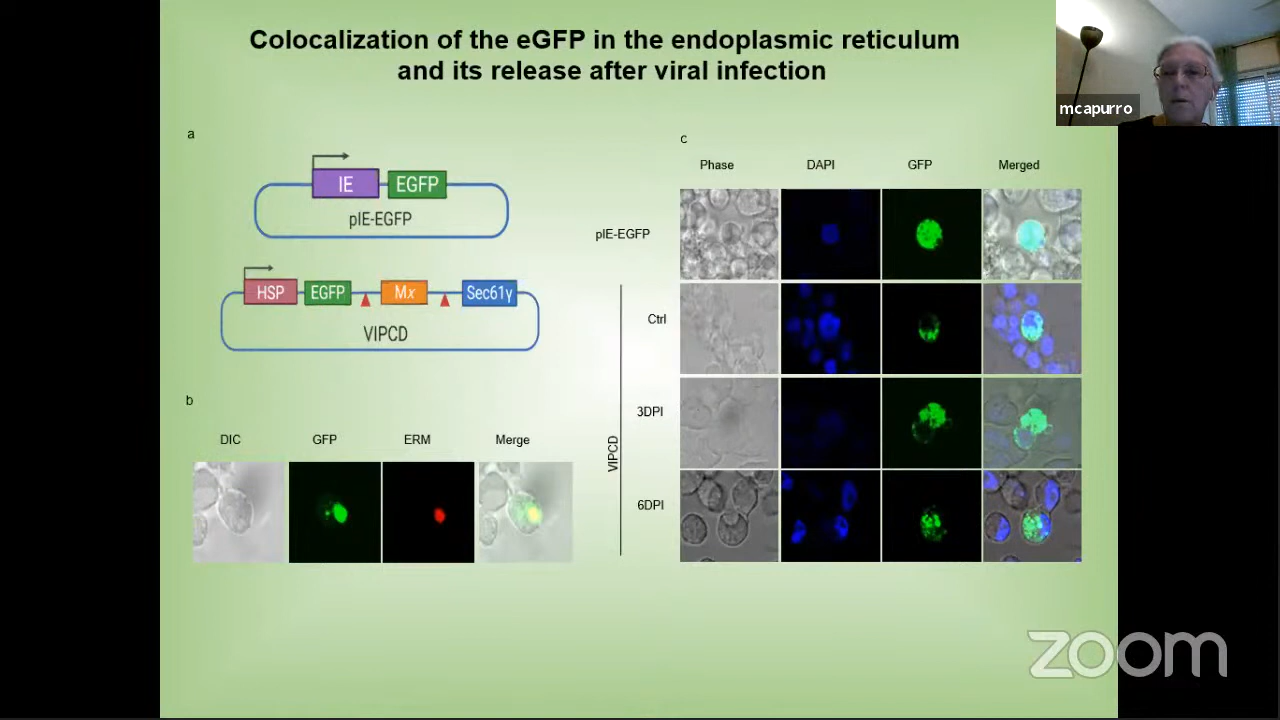 Colocalization of the eGFP in the endoplasmic reticulum
and its release after viral infection
mcapurro
a
IE
EGFP
pIE-EGFP
HSP
EGFP
Mx
Sec61γ
VIPCD
b
DIC
GFP
ERM
Merge
c
Phase
DAPI
GFP
Merged
pIE-EGFP
Ctrl
3DPI
6DPI
VIPCD
zoom